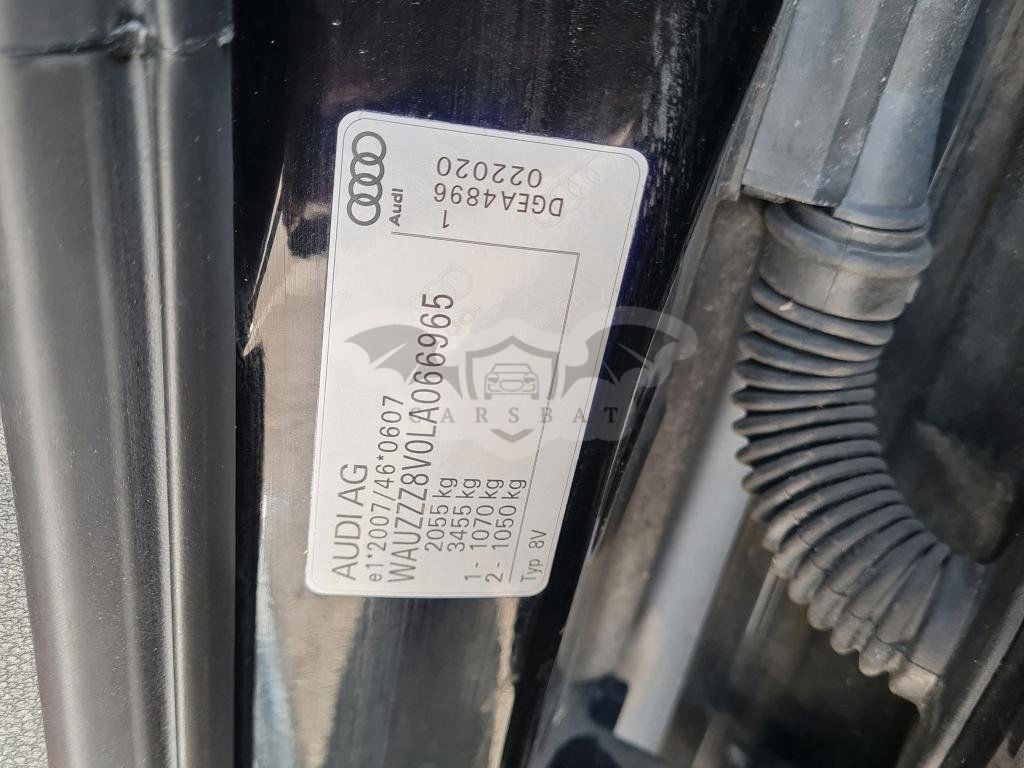 AUDI AG
e1*2007/46*0607
WAUZZZ8V0LA066965
2055 kg
3455 kg
1 - 1070 kg
2 - 1050 kg
Typ 8V
Audi
1
DGEA4896
022020
CARSBAT